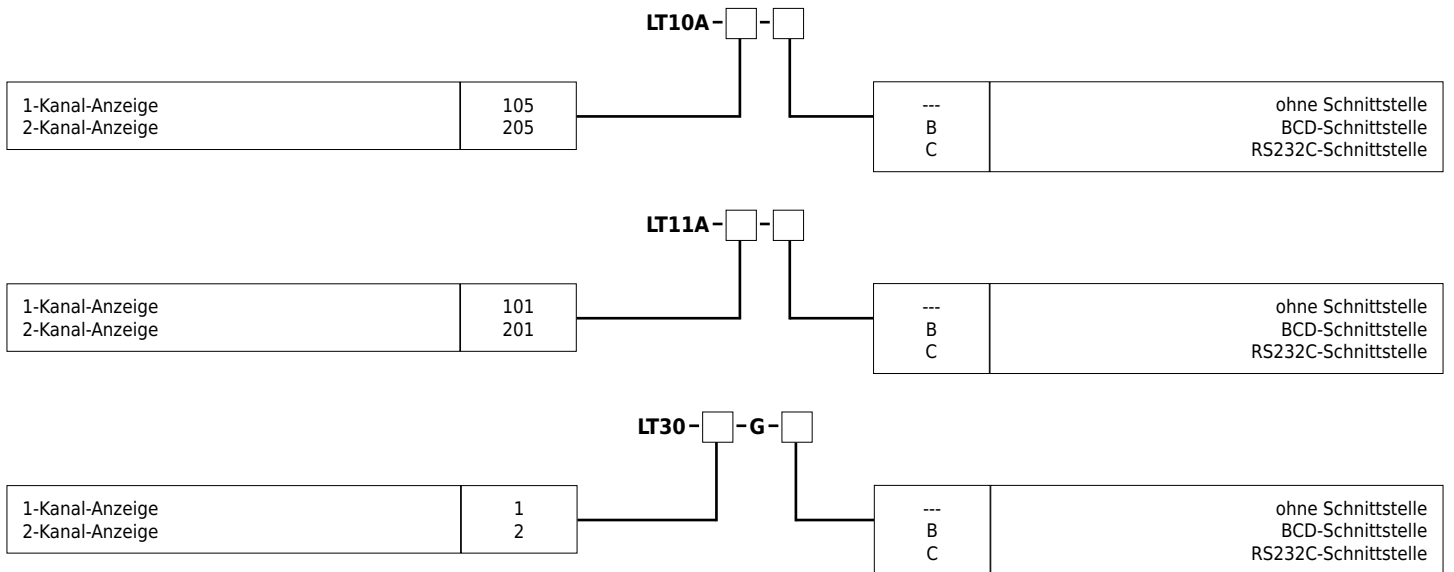 LT10A-□-□
1-Kanal-Anzeige 105
2-Kanal-Anzeige 205
--- ohne Schnittstelle
B BCD-Schnittstelle
C RS232C-Schnittstelle
LT11A-□-□
1-Kanal-Anzeige 101
2-Kanal-Anzeige 201
--- ohne Schnittstelle
B BCD-Schnittstelle
C RS232C-Schnittstelle
LT30-□-G-□
1-Kanal-Anzeige 1
2-Kanal-Anzeige 2
--- ohne Schnittstelle
B BCD-Schnittstelle
C RS232C-Schnittstelle